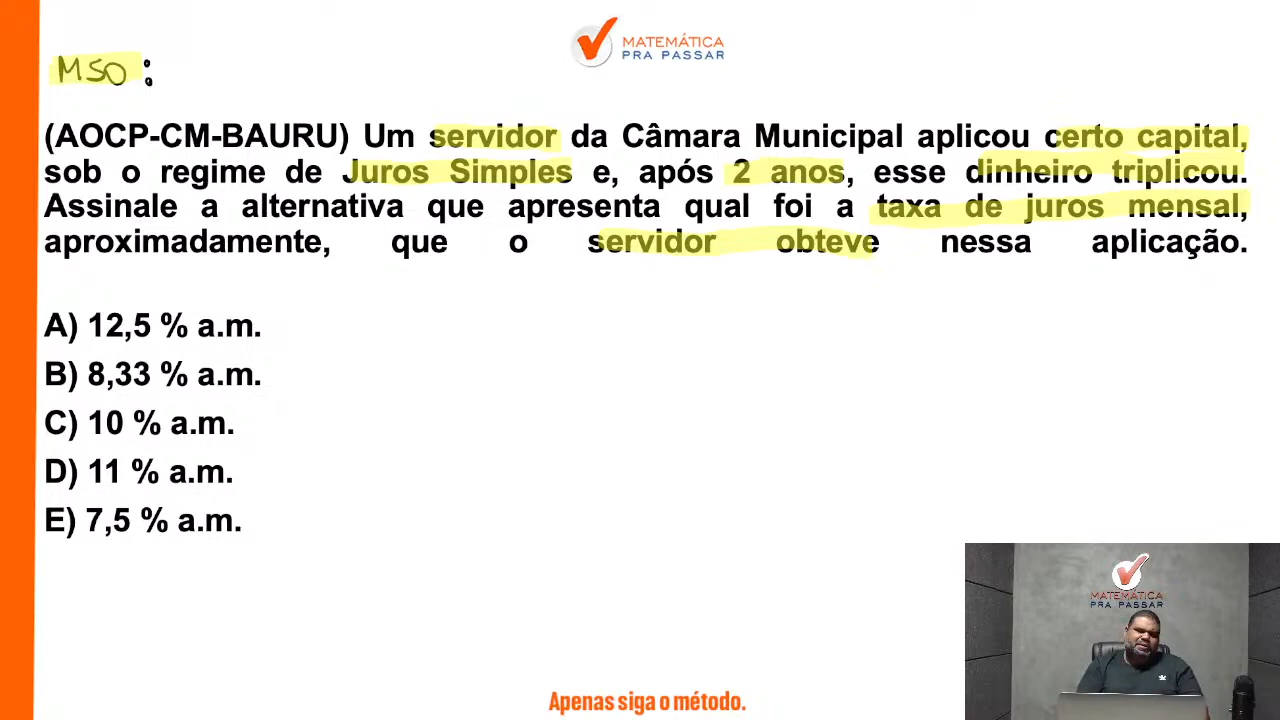 MATEMÁTICA
PRA PASSAR
MSO:
(AOCP-CM-BAURU) Um servidor da Câmara Municipal aplicou certo capital,
sob o regime de Juros Simples e, após 2 anos, esse dinheiro triplicou.
Assinale a alternativa que apresenta qual foi a taxa de juros mensal,
aproximadamente, que o servidor obteve nessa aplicação.
A) 12,5 % a.m.
B) 8,33 % a.m.
C) 10 % a.m.
D) 11 % a.m.
E) 7,5 % a.m.
MATEMÁTICA
PRA PASSAR
Apenas siga o método.